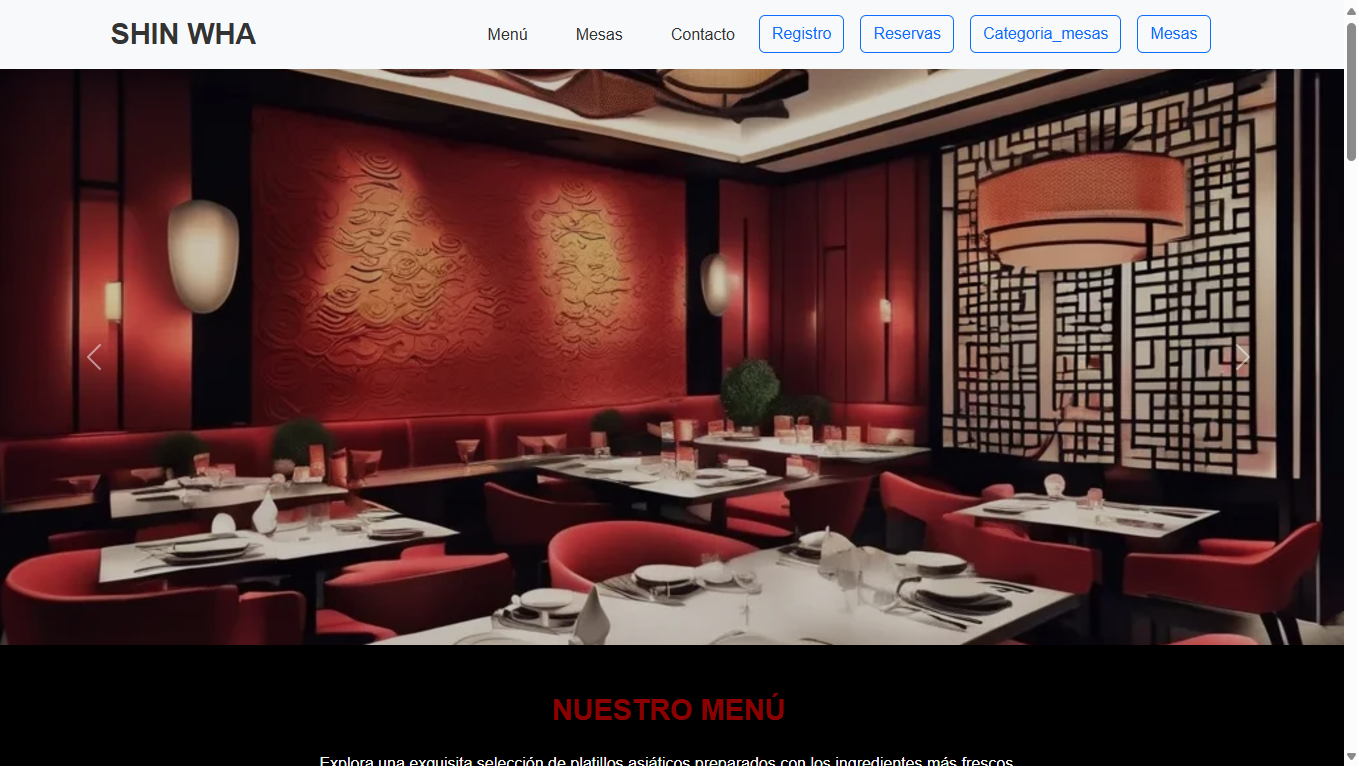 SHIN WHA
Menú Mesas Contacto Registro Reservas Categoria_mesas Mesas
NUESTRO MENÚ
Explora una exquisita selección de platillos asiáticos preparados con los ingredientes más frescos